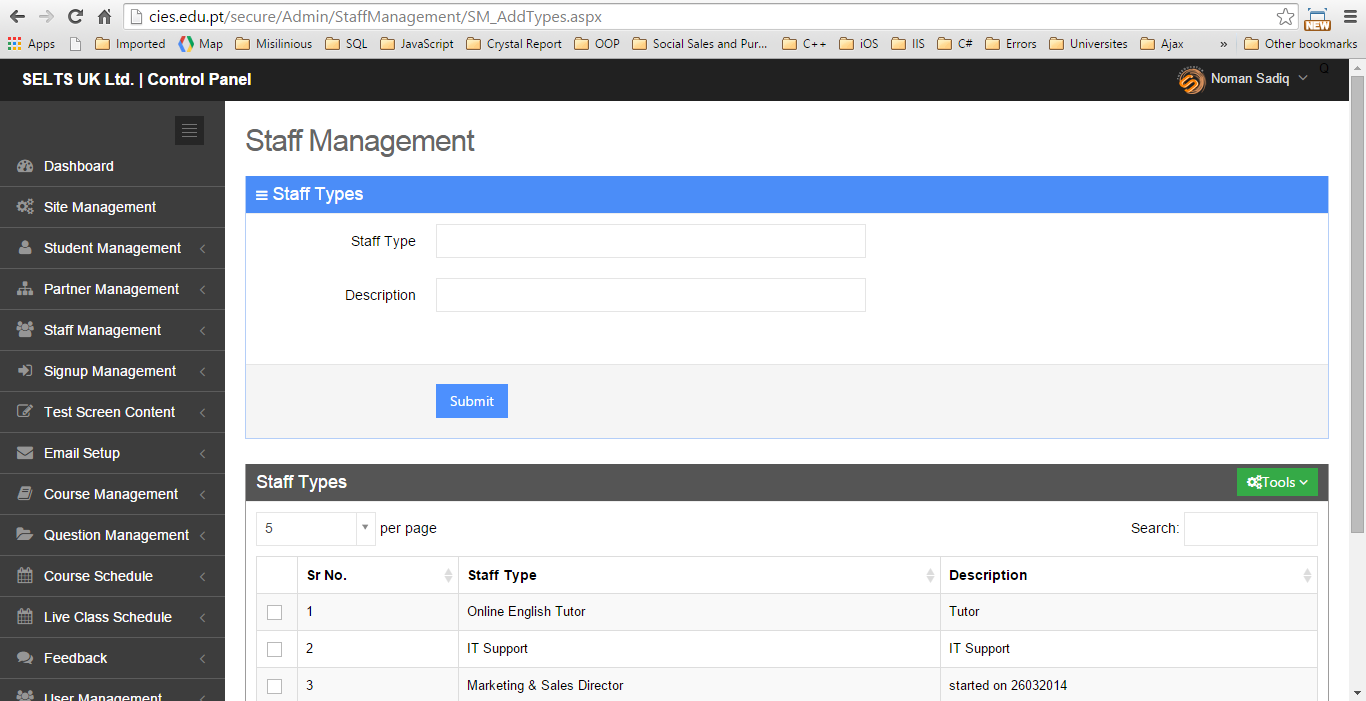 cies.edu.pt/secure/Admin/StaffManagement/SM_AddTypes.aspx
NEW
Apps Imported Map Misilinious SQL JavaScript Crystal Report OOP Social Sales and Pur... C++ iOS IIS C# Errors Universites Ajax » Other bookmarks
SELTS UK Ltd. | Control Panel
Noman Sadiq
Q
Dashboard
Site Management
Student Management
Partner Management
Staff Management
Signup Management
Test Screen Content
Email Setup
Course Management
Question Management
Course Schedule
Live Class Schedule
Feedback
User Management
Staff Management
Staff Types
Staff Type
Description
Submit
Staff Types
Tools
5 per page
Search:
Sr No. Staff Type Description
1 Online English Tutor Tutor
2 IT Support IT Support
3 Marketing & Sales Director started on 26032014